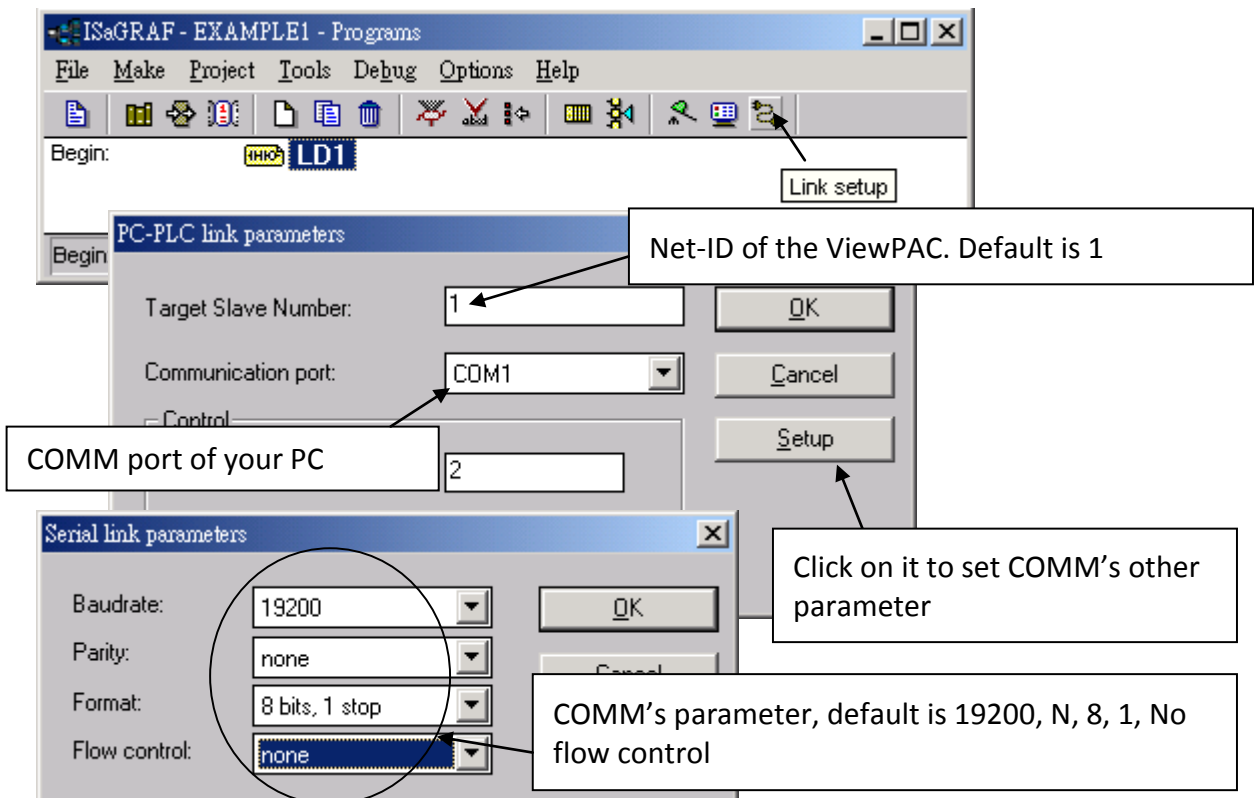 ISaGRAF - EXAMPLE1 - Programs
File Make Project Tools Debug Options Help
Begin: LD1
Link setup
Begin
PC-PLC link parameters
Net-ID of the ViewPAC. Default is 1
Target Slave Number: 1 OK
Communication port: COM1 Cancel
Control
Setup
COMM port of your PC
2
Serial link parameters
Click on it to set COMM’s other
parameter
Baudrate: 19200 OK
Parity: none Cancel
Format: 8 bits, 1 stop
COMM’s parameter, default is 19200, N, 8, 1, No
flow control
Flow control: none